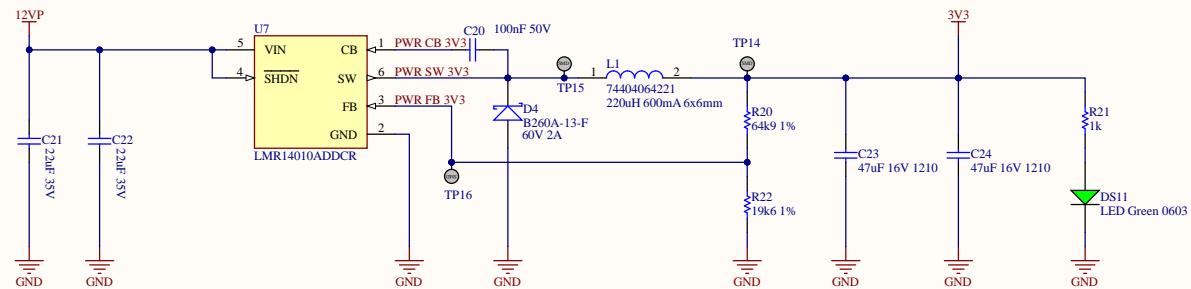 12VP
U7
5
VIN
4
SHDN
CB
1
PWR CB 3V3
SW
6
PWR SW 3V3
FB
3
PWR FB 3V3
GND
2
LMR14010ADDCR
C20
100nF 50V
TP15
L1
1
2
74404064221
220uH 600mA 6x6mm
TP14
3V3
D4
B260A-13-F
60V 2A
C21
22uF 35V
C22
22uF 35V
TP16
R20
64k9 1%
R22
19k6 1%
C23
47uF 16V 1210
C24
47uF 16V 1210
R21
1k
DS11
LED Green 0603
GND
GND
GND
GND
GND
GND
GND
GND